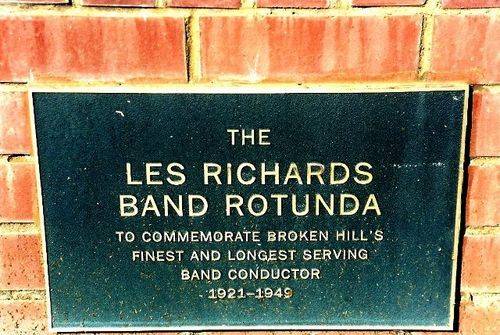 THE
LES RICHARDS
BAND ROTUNDA
TO COMMEMORATE BROKEN HILL'S
FINEST AND LONGEST SERVING
BAND CONDUCTOR
1921-1949